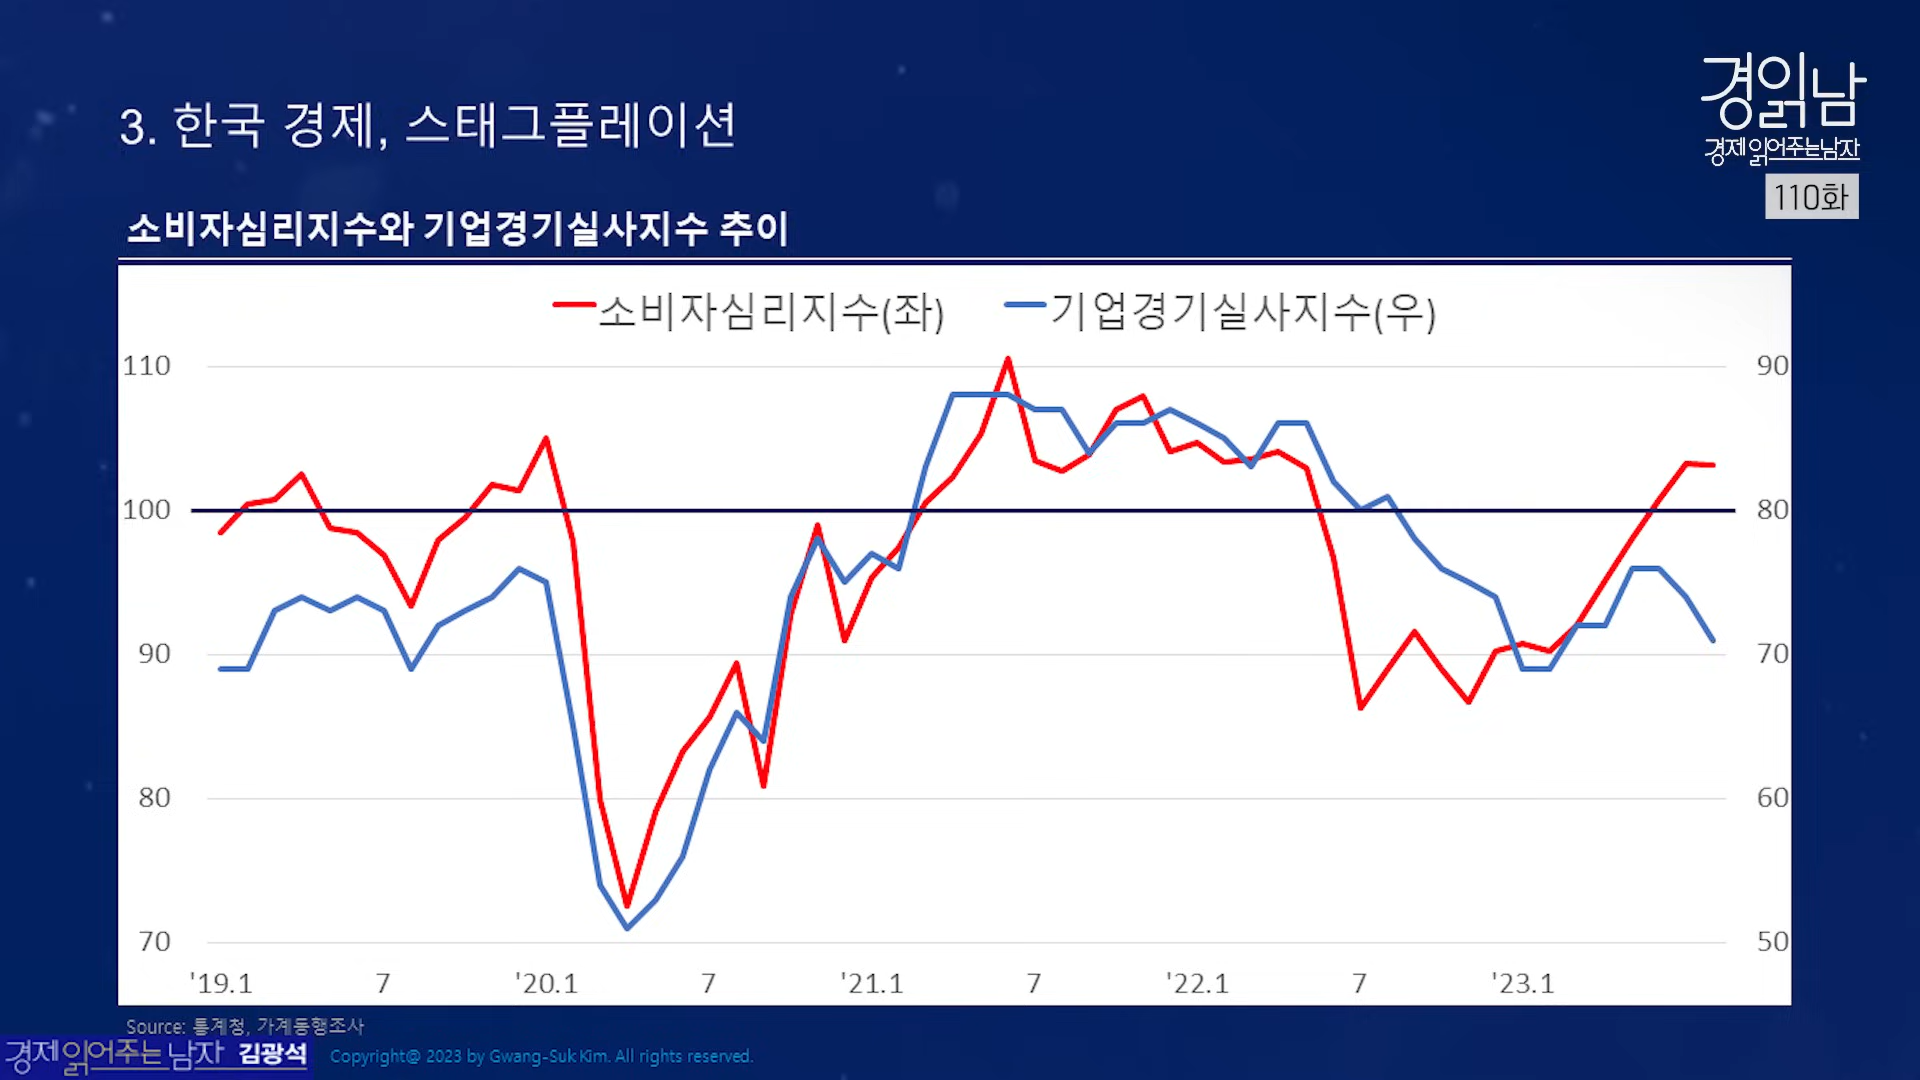 3. 한국 경제, 스태그플레이션
경읽남
경제 읽어주는남자
110화
소비자심리지수와 기업경기실사지수 추이
소비자심리지수(좌) 기업경기실사지수(우)
110 90
100 80
90 70
80 60
70 50
'19.1 7 '20.1 7 '21.1 7 '22.1 7 '23.1
Source: 통계청, 가계동행조사
경제 읽어주는 남자 김광석 Copyright@ 2023 by Gwang-Suk Kim. All rights reserved.